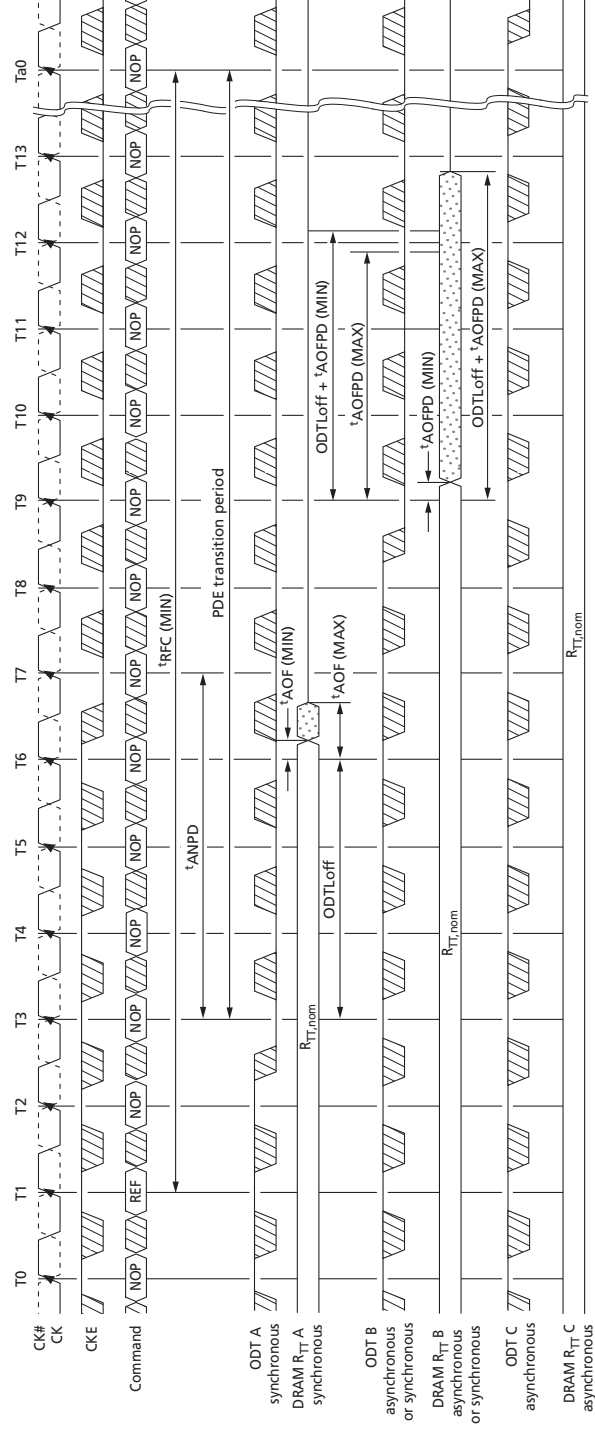 T0 T1 T2 T3 T4 T5 T6 T7 T8 T9 T10 T11 T12 T13 Ta0
CK#
CK
CKE
Command
NOP REF NOP NOP NOP NOP NOP NOP NOP NOP NOP NOP NOP NOP NOP
tRFC (MIN)
tANPD
PDE transition period
ODT A
synchronous
tAOF (MIN)
DRAM RTT A
synchronous
RTT,nom
ODTLoff
tAOF (MAX)
ODTLoff + tAOFPD (MIN)
tAOFPD (MAX)
ODT B
asynchronous
or synchronous
tAOFPD (MIN)
DRAM RTT B
asynchronous
or synchronous
RTT,nom
ODTLoff + tAOFPD (MAX)
ODT C
asynchronous
DRAM RTT C
asynchronous
RTT,nom